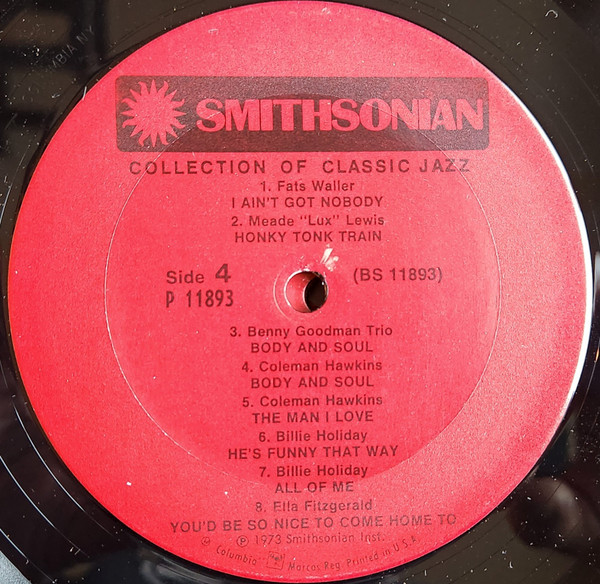 SMITHSONIAN
COLLECTION OF CLASSIC JAZZ
1. Fats Waller
I AIN'T GOT NOBODY
2. Meade "Lux" Lewis
HONKY TONK TRAIN
Side 4
(BS 11893)
P 11893
3. Benny Goodman Trio
BODY AND SOUL
4. Coleman Hawkins
BODY AND SOUL
5. Coleman Hawkins
THE MAN I LOVE
6. Billie Holiday
HE'S FUNNY THAT WAY
7. Billie Holiday
ALL OF ME
8. Ella Fitzgerald
YOU'D BE SO NICE TO COME HOME TO
℗ 1973 Smithsonian Inst.
Columbia" Marcas Reg. Printed in U.S.A.